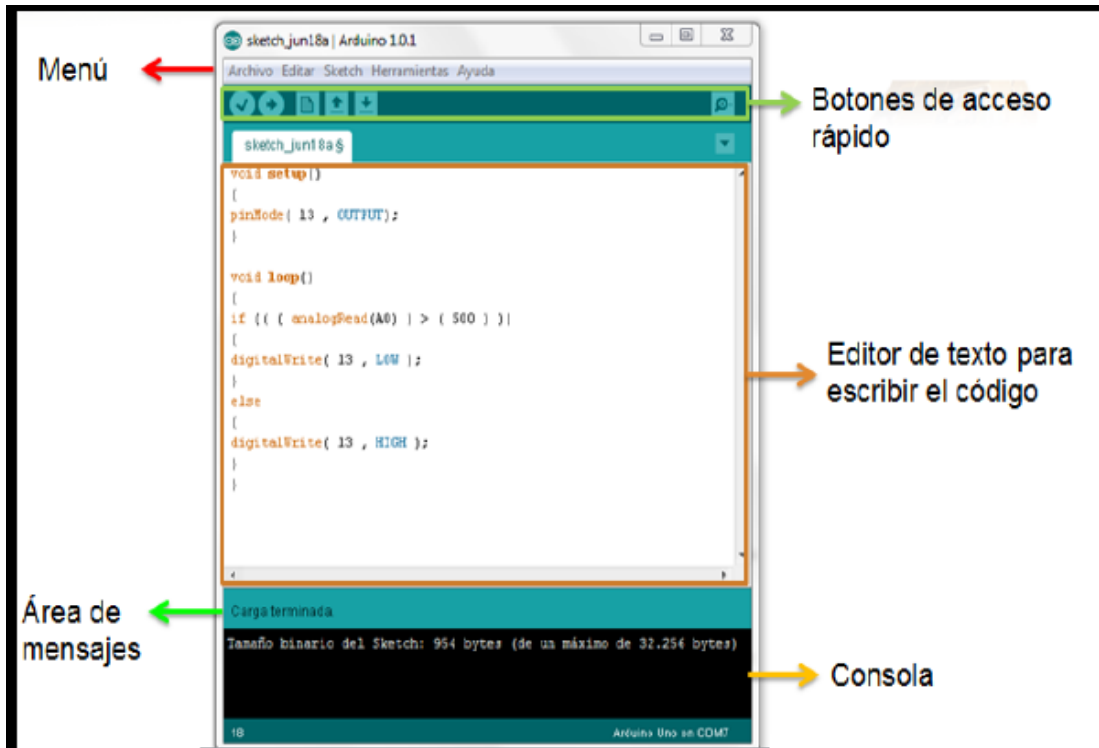 sketch_jun18a | Arduino 1.0.1
Menú
Archivo Editar Sketch Herramientas Ayuda
Botones de acceso
rápido
sketch_jun18a §
void setup()
{
pinMode( 13 , OUTPUT);
}
void loop()
{
if (( ( analogRead(A0) ) > ( 500 ) ))
{
digitalWrite( 13 , LOW );
}
else
{
digitalWrite( 13 , HIGH );
}
}
Editor de texto para
escribir el código
Área de
mensajes
Carga terminada.
Tamaño binario del Sketch: 954 bytes (de un máximo de 32.256 bytes)
Consola
18
Arduino Uno on COM7